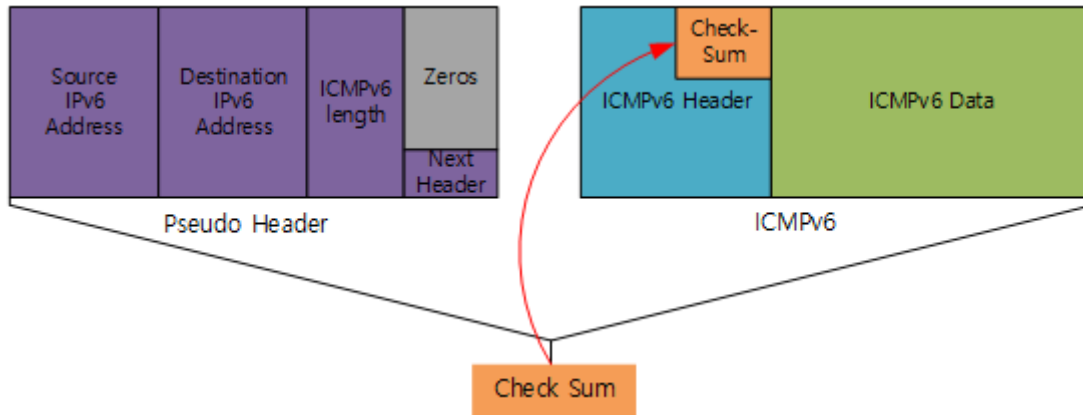 Source
IPv6
Address
Destination
IPv6
Address
ICMPv6
length
Zeros
Next
Header
Pseudo Header
Check-
Sum
ICMPv6 Header
ICMPv6 Data
ICMPv6
Check Sum